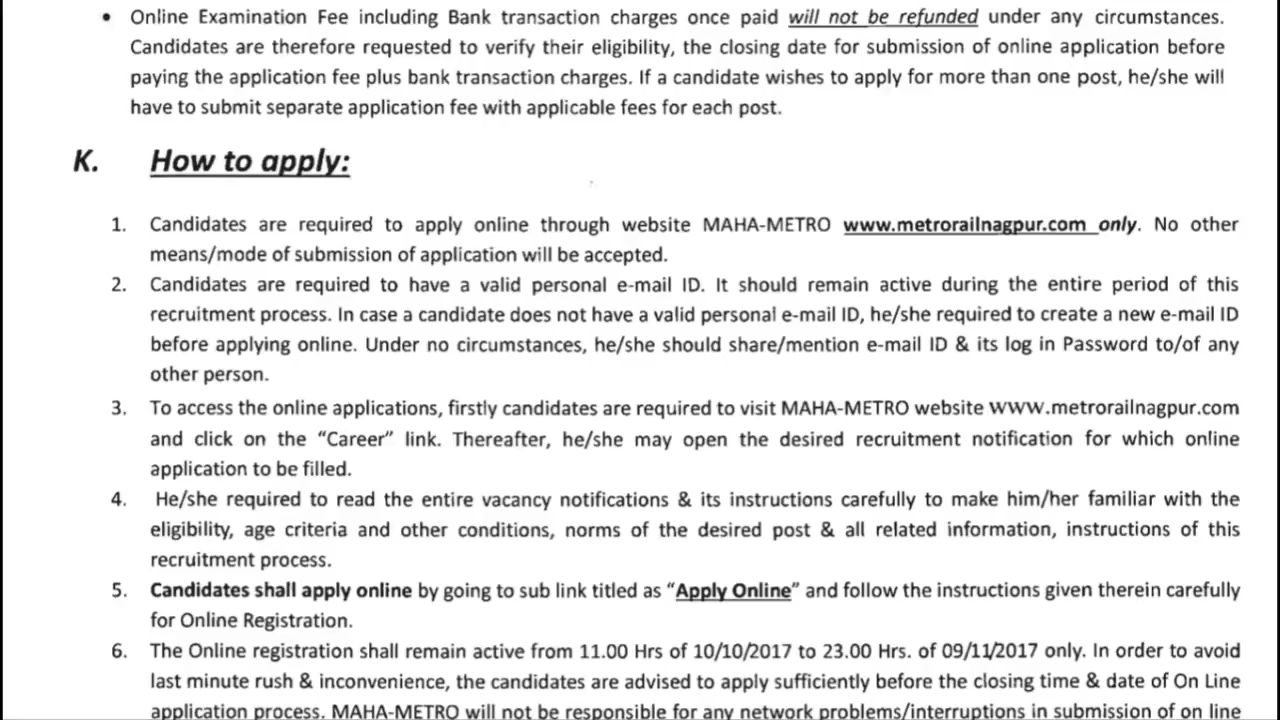 • Online Examination Fee including Bank transaction charges once paid will not be refunded under any circumstances.
Candidates are therefore requested to verify their eligibility, the closing date for submission of online application before
paying the application fee plus bank transaction charges. If a candidate wishes to apply for more than one post, he/she will
have to submit separate application fee with applicable fees for each post.
K. How to apply:
1. Candidates are required to apply online through website MAHA-METRO www.metrorailnagpur.com only. No other
means/mode of submission of application will be accepted.
2. Candidates are required to have a valid personal e-mail ID. It should remain active during the entire period of this
recruitment process. In case a candidate does not have a valid personal e-mail ID, he/she required to create a new e-mail ID
before applying online. Under no circumstances, he/she should share/mention e-mail ID & its log in Password to/of any
other person.
3. To access the online applications, firstly candidates are required to visit MAHA-METRO website www.metrorailnagpur.com
and click on the “Career” link. Thereafter, he/she may open the desired recruitment notification for which online
application to be filled.
4. He/she required to read the entire vacancy notifications & its instructions carefully to make him/her familiar with the
eligibility, age criteria and other conditions, norms of the desired post & all related information, instructions of this
recruitment process.
5. Candidates shall apply online by going to sub link titled as “Apply Online” and follow the instructions given therein carefully
for Online Registration.
6. The Online registration shall remain active from 11.00 Hrs of 10/10/2017 to 23.00 Hrs. of 09/11/2017 only. In order to avoid
last minute rush & inconvenience, the candidates are advised to apply sufficiently before the closing time & date of On Line
application process. MAHA-METRO will not be responsible for any network problems/interruptions in submission of on line